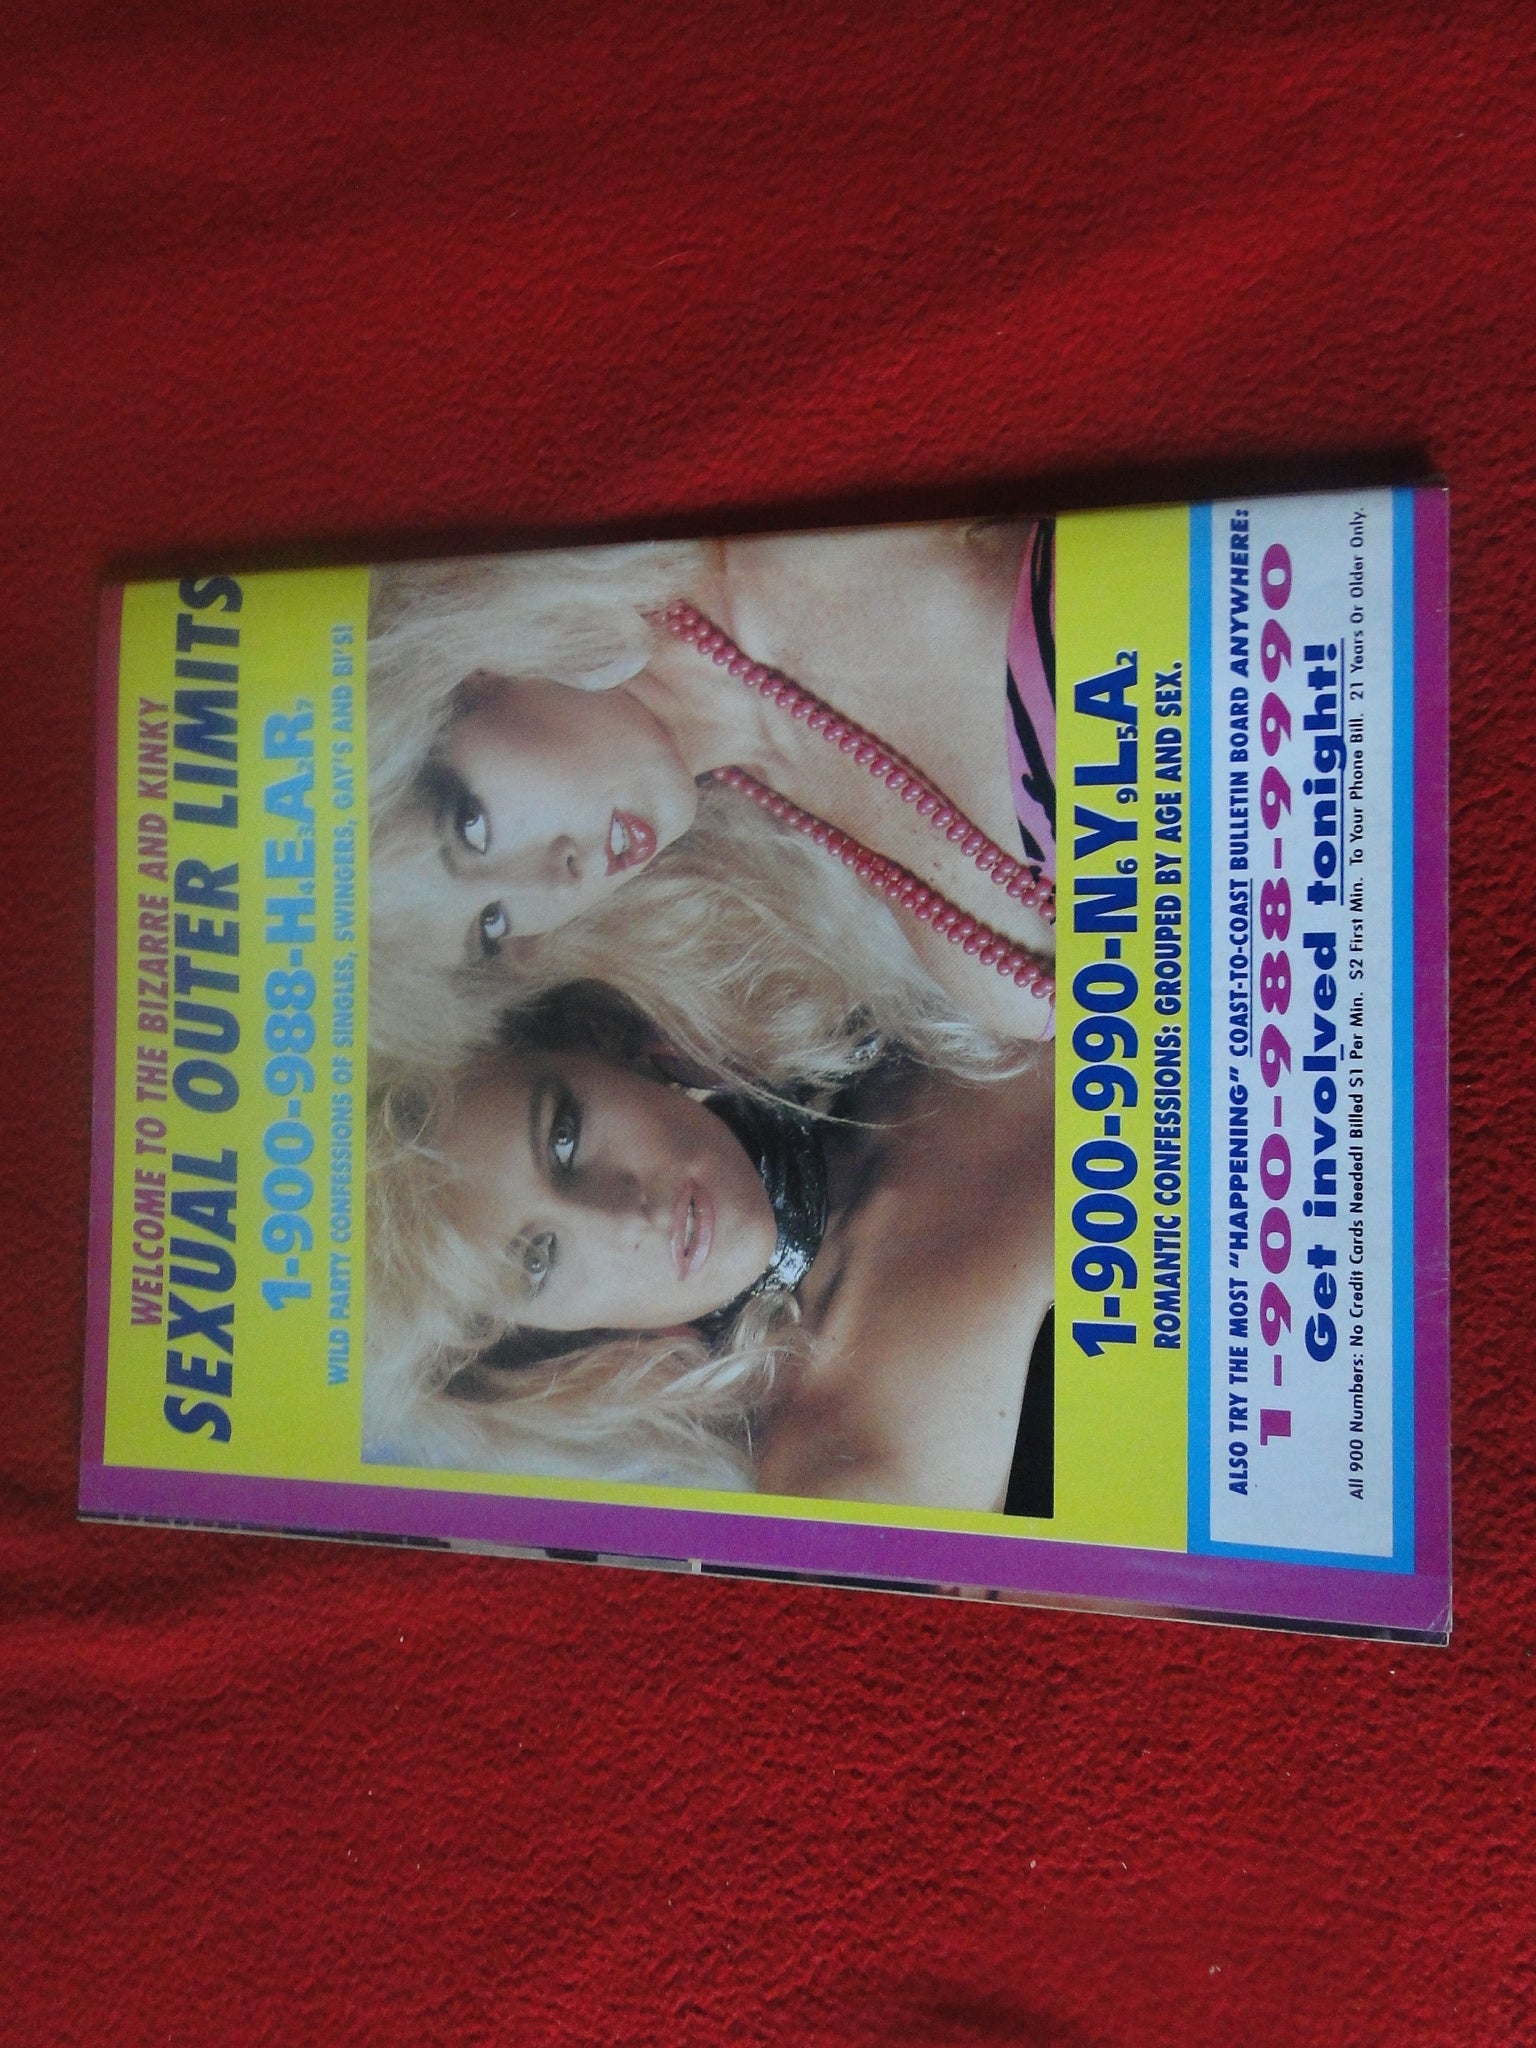 WELCOME TO THE BIZARRE AND KINKY
SEXUAL OUTER LIMITS
1-900-988-H4E3A2R7
WILD PARTY CONFESSIONS OF SINGLES, SWINGERS, GAY'S AND BI'S!
1-900-990-N6Y9L5A2
ROMANTIC CONFESSIONS: GROUPED BY AGE AND SEX.
ALSO TRY THE MOST "HAPPENING" COAST-TO-COAST BULLETIN BOARD ANYWHERE:
1-900-988-9990
Get involved tonight!
All 900 Numbers: No Credit Cards Needed! Billed $1 Per Min. $2 First Min. To Your Phone Bill. 21 Years Or Older Only.